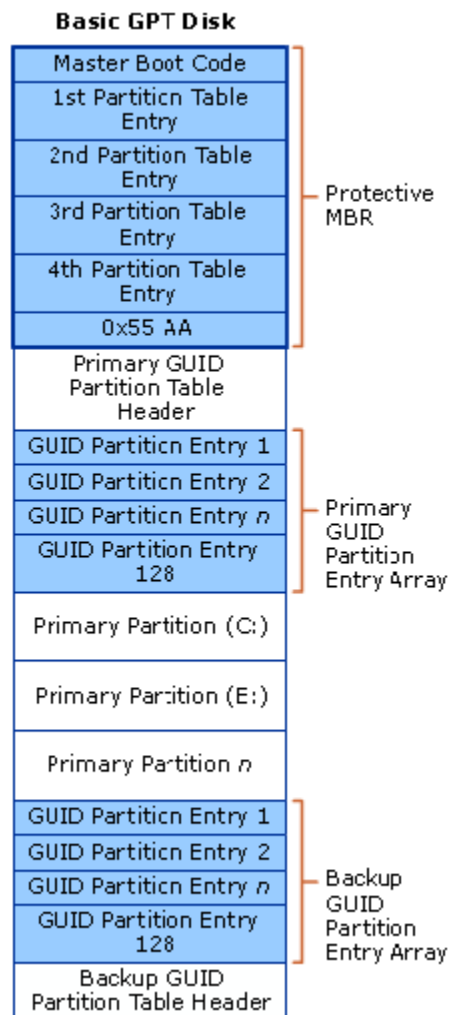 Basic GPT Disk
Master Boot Code
1st Partition Table
Entry
2nd Partition Table
Entry
3rd Partition Table
Entry
4th Partition Table
Entry
0x55 AA
Protective
MBR
Primary GUID
Partition Table
Header
GUID Partition Entry 1
GUID Partition Entry 2
GUID Partition Entry n
GUID Partition Entry
128
Primary
GUID
Partition
Entry Array
Primary Partition (C:)
Primary Partition (E:)
Primary Partition n
GUID Partition Entry 1
GUID Partition Entry 2
GUID Partition Entry n
GUID Partition Entry
128
Backup
GUID
Partition
Entry Array
Backup GUID
Partition Table Header